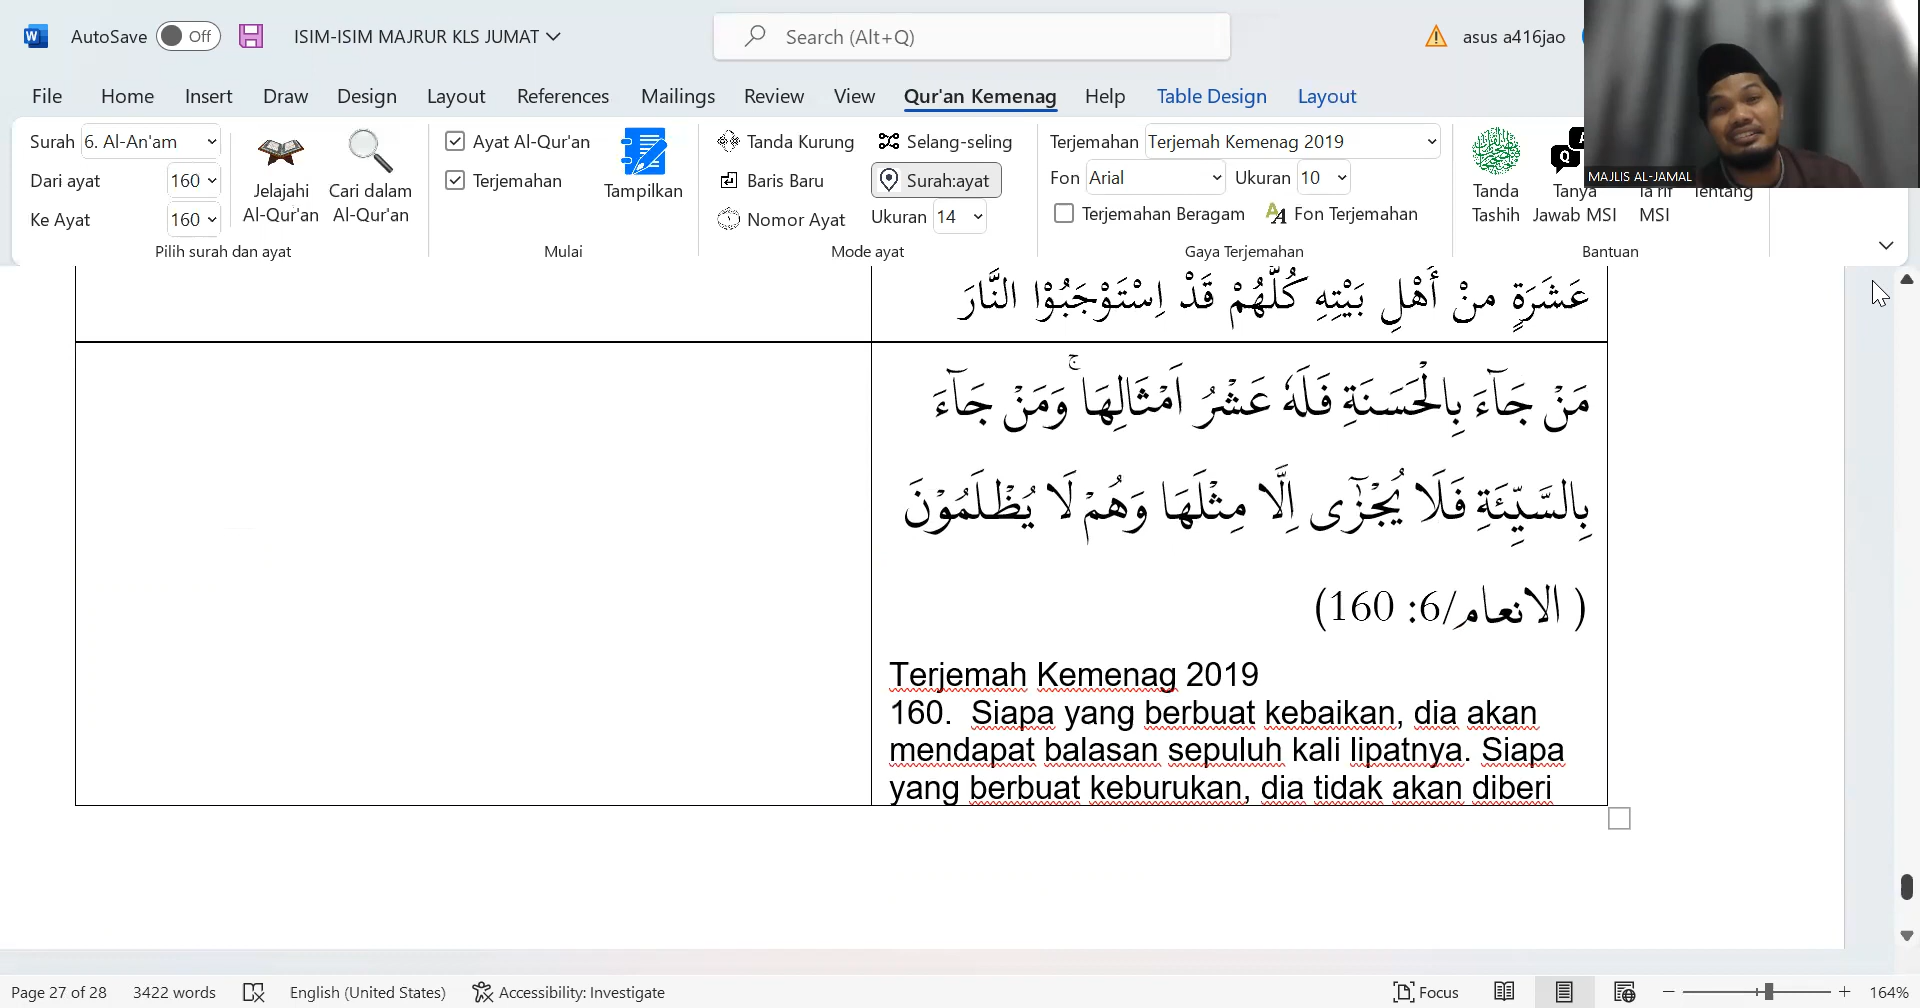 AutoSave Off ISIM-ISIM MAJRUR KLS JUMAT Search (Alt+Q) asus a416jao
File Home Insert Draw Design Layout References Mailings Review View Qur'an Kemenag Help Table Design Layout
Surah 6. Al-An'am
Dari ayat 160
Ke Ayat 160
Jelajahi Al-Qur'an
Cari dalam Al-Qur'an
Pilih surah dan ayat
Ayat Al-Qur'an
Terjemahan
Tampilkan
Mulai
Tanda Kurung
Baris Baru
Nomor Ayat
Selang-seling
Surah:ayat
Ukuran 14
Mode ayat
Terjemahan Terjemah Kemenag 2019
Fon Arial Ukuran 10
Terjemahan Beragam Fon Terjemahan
Gaya Terjemahan
Tanda Tashih
Tanya Jawab MSI
Ta'rif MSI
Tentang
Bantuan
MAJLIS AL-JAMAL
عَشَرَةٍ مِنْ أَهْلِ بَيْتِهِ كُلُّهُمْ قَدْ اِسْتَوْجَبُوْا النَّارَ
مَنْ جَاۤءَ بِالْحَسَنَةِ فَلَهٗ عَشْرُ اَمْثَالِهَاۚ وَمَنْ جَاۤءَ
بِالسَّيِّئَةِ فَلَا يُجْزٰٓى اِلَّا مِثْلَهَا وَهُمْ لَا يُظْلَمُوْنَ
( الانعام/6: 160)
Terjemah Kemenag 2019
160. Siapa yang berbuat kebaikan, dia akan
mendapat balasan sepuluh kali lipatnya. Siapa
yang berbuat keburukan, dia tidak akan diberi
Page 27 of 28 3422 words English (United States) Accessibility: Investigate Focus 164%